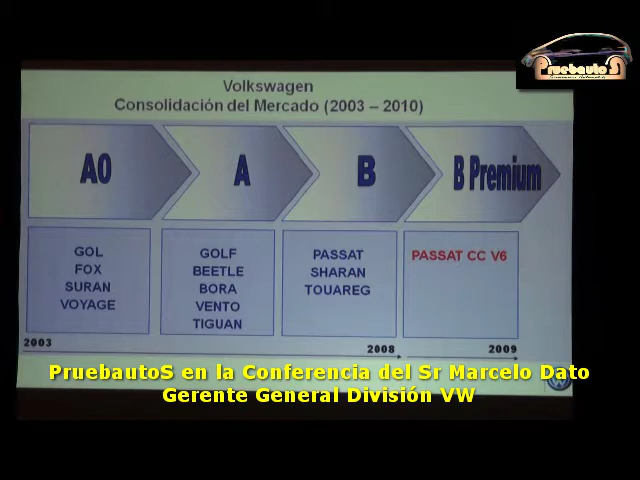 PruebautoS
Volkswagen
Consolidación del Mercado (2003 – 2010)
A0
A
B
B Premium
GOL
FOX
SURAN
VOYAGE
GOLF
BEETLE
BORA
VENTO
TIGUAN
PASSAT
SHARAN
TOUAREG
PASSAT CC V6
2003
2008
2009
PruebautoS en la Conferencia del Sr Marcelo Dato
Gerente General División VW